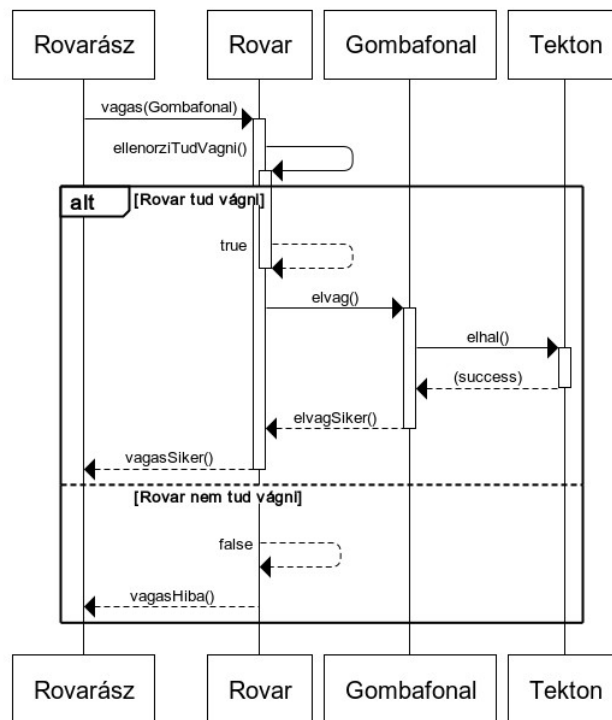 Rovarász Rovar Gombafonal Tekton
vagas(Gombafonal)
ellenorziTudVagni()
alt [Rovar tud vágni]
true
elvag()
elhal()
(success)
elvagSiker()
vagasSiker()
[Rovar nem tud vágni]
false
vagasHiba()
Rovarász Rovar Gombafonal Tekton